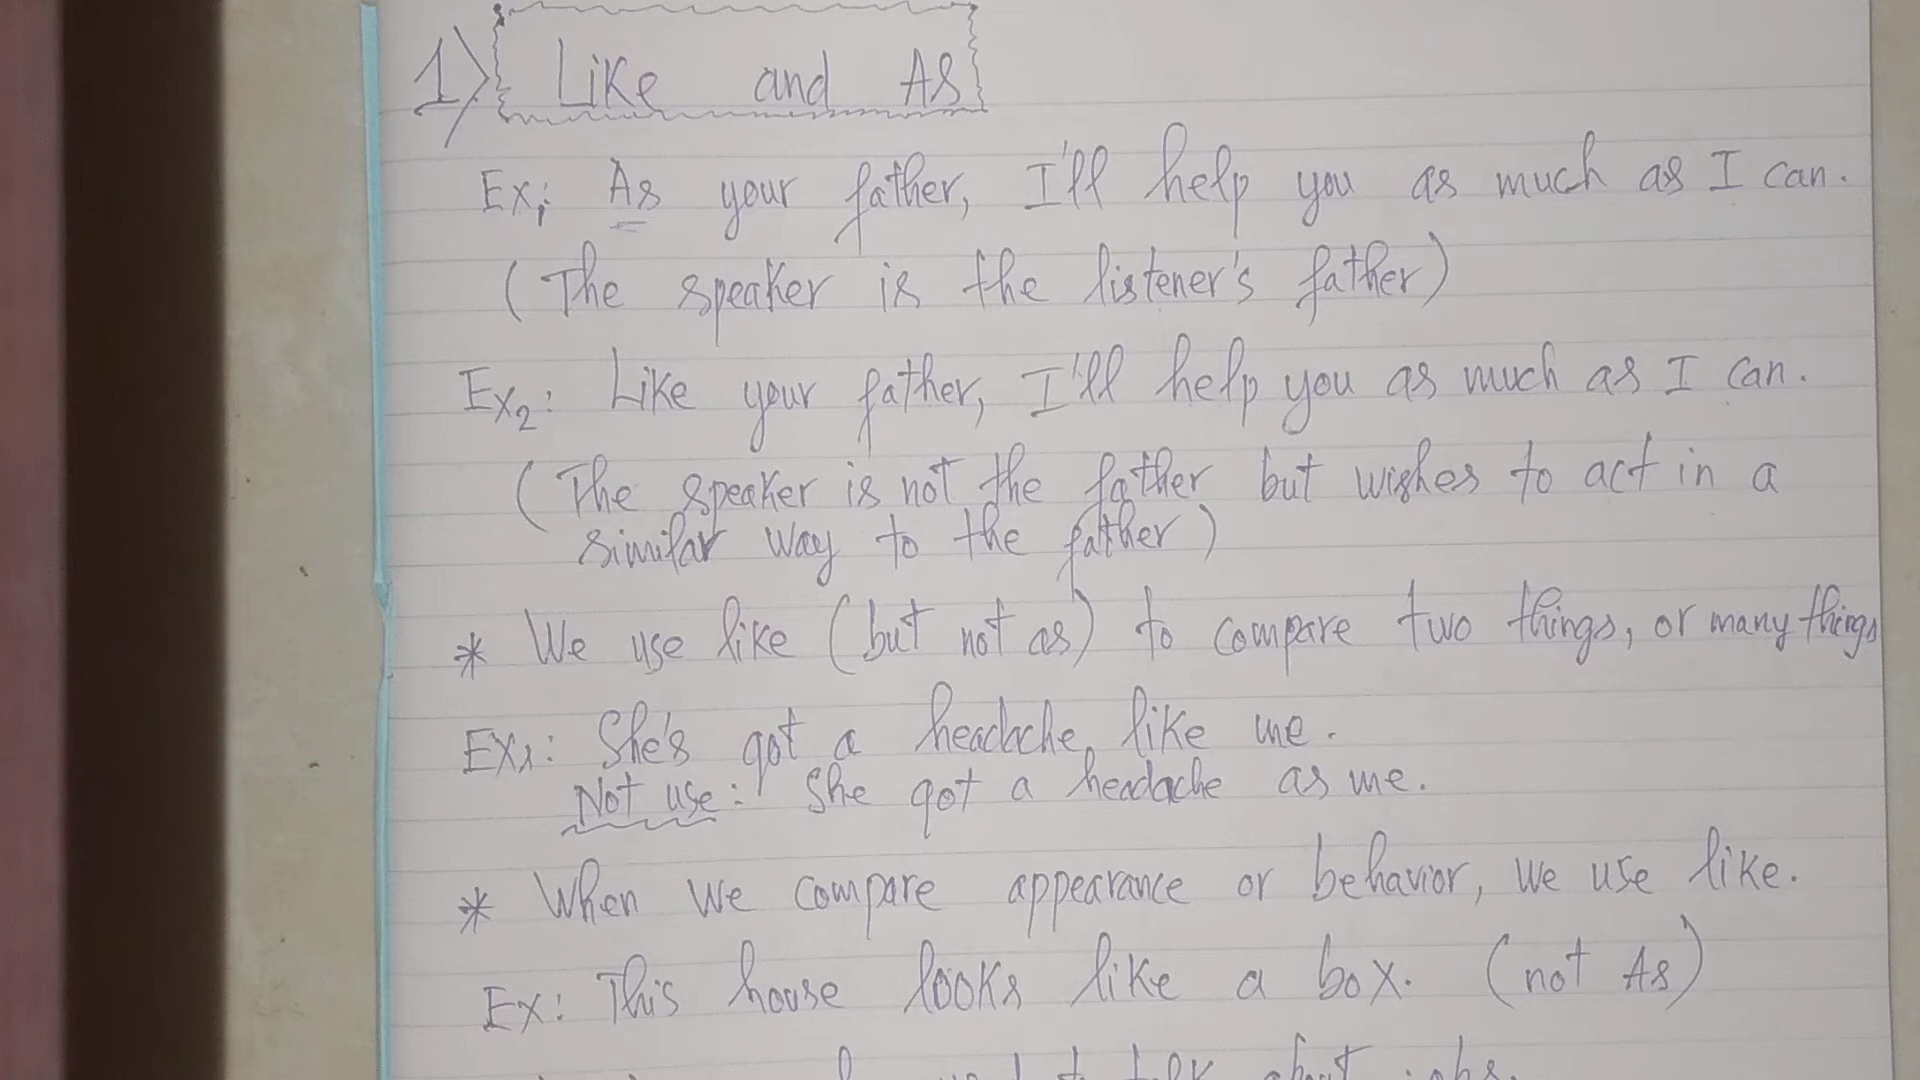 1) Like and As
Ex1: As your father, I'll help you as much as I can.
(The speaker is the listener's father)
Ex2: Like your father, I'll help you as much as I can.
(The speaker is not the father but wishes to act in a
similar way to the father)
* We use like (but not as) to compare two things, or many things
Ex1: She's got a headache, like me.
Not use: She got a headache as me.
* When we compare appearance or behavior, we use like.
Ex: This house looks like a box. (not As)
about jobs.